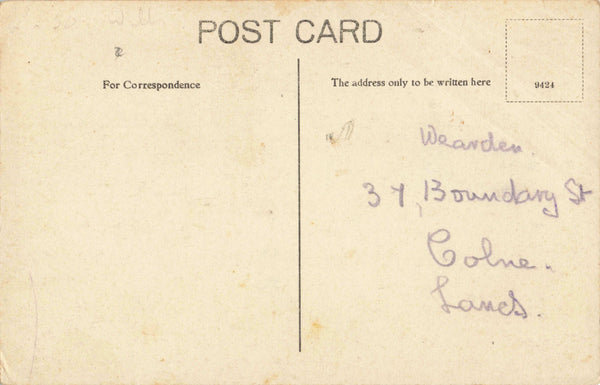 POST CARD
For Correspondence
The address only to be written here
9424
Wearden.
37, Boundary St
Colne.
Lancs.